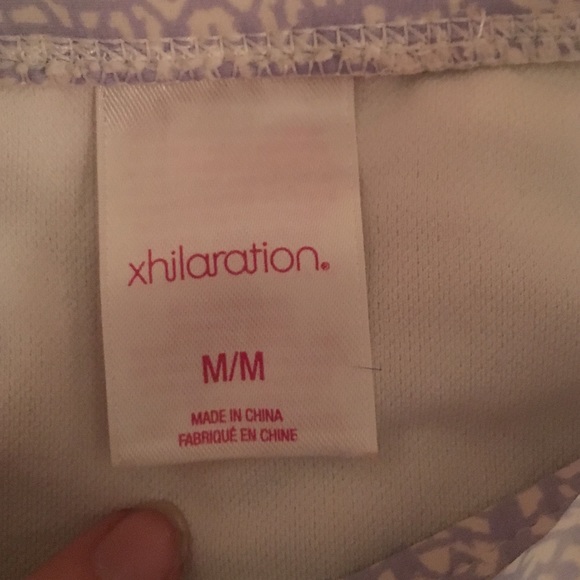 xhilaration®
M/M
MADE IN CHINA
FABRIQUÉ EN CHINE